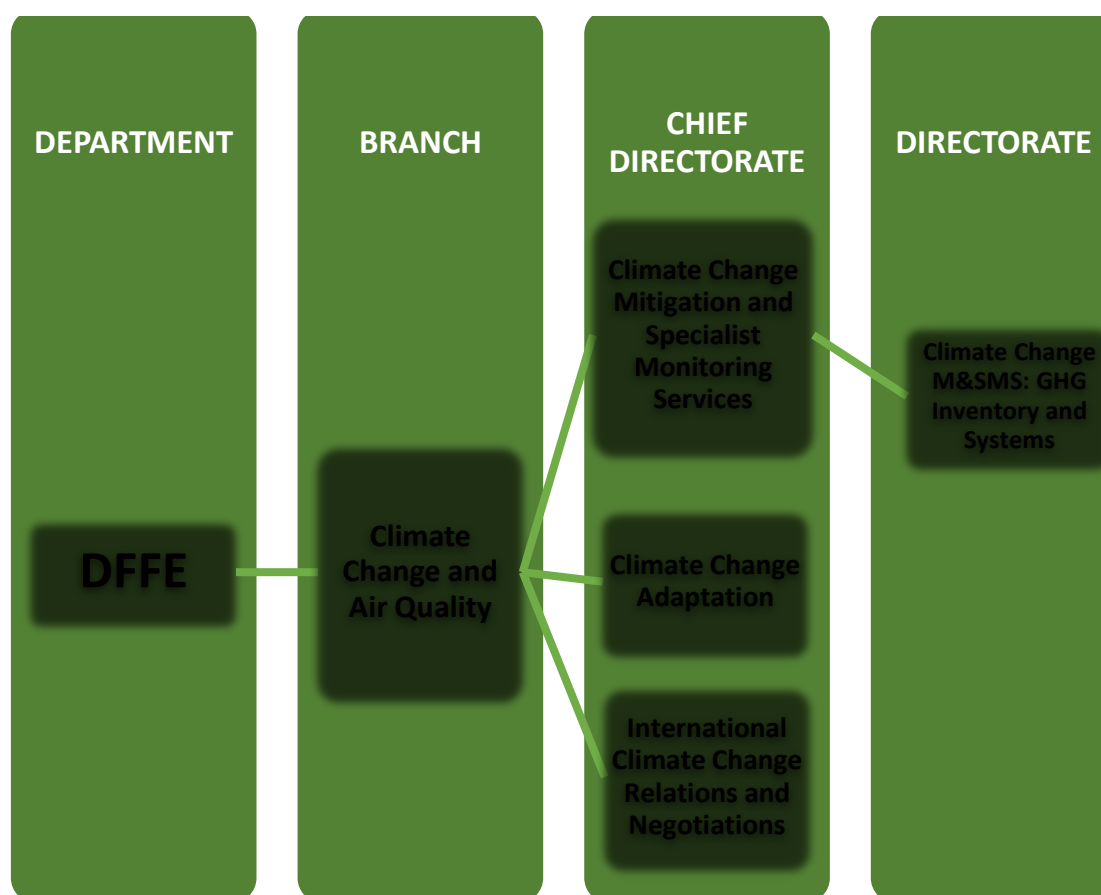 DEPARTMENT
BRANCH
CHIEF
DIRECTORATE
DIRECTORATE
DFFE
Climate
Change and
Air Quality
Climate Change
Mitigation and
Specialist
Monitoring
Services
Climate Change
Adaptation
International
Climate Change
Relations and
Negotiations
Climate Change
M&SMS: GHG
Inventory and
Systems